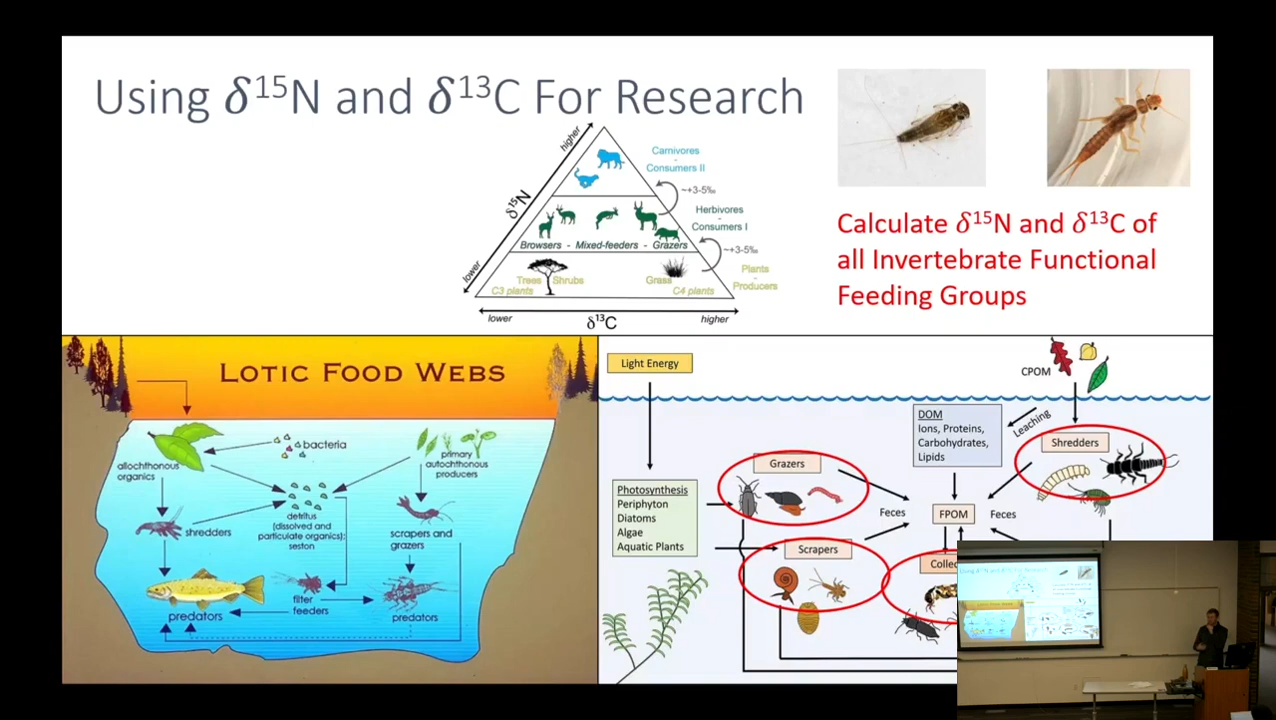 Using δ¹⁵N and δ¹³C For Research
higher
δ¹⁵N
lower
Carnivores
-
Consumers II
~+3-5‰
Herbivores
-
Consumers I
Browsers - Mixed-feeders - Grazers
~+3-5‰
Trees
Shrubs
Grass
C3 plants
C4 plants
Plants
-
Producers
lower
δ¹³C
higher
Calculate δ¹⁵N and δ¹³C of
all Invertebrate Functional
Feeding Groups
LOTIC FOOD WEBS
bacteria
allochthonous
organics
primary
autochthonous
producers
detritus
(dissolved and
particulate organics);
seston
shredders
scrapers and
grazers
filter
feeders
predators
predators
Light Energy
CPOM
DOM
Ions, Proteins,
Carbohydrates,
Lipids
Leaching
Shredders
Grazers
Photosynthesis
Periphyton
Diatoms
Algae
Aquatic Plants
Feces
FPOM
Feces
Scrapers
Collec